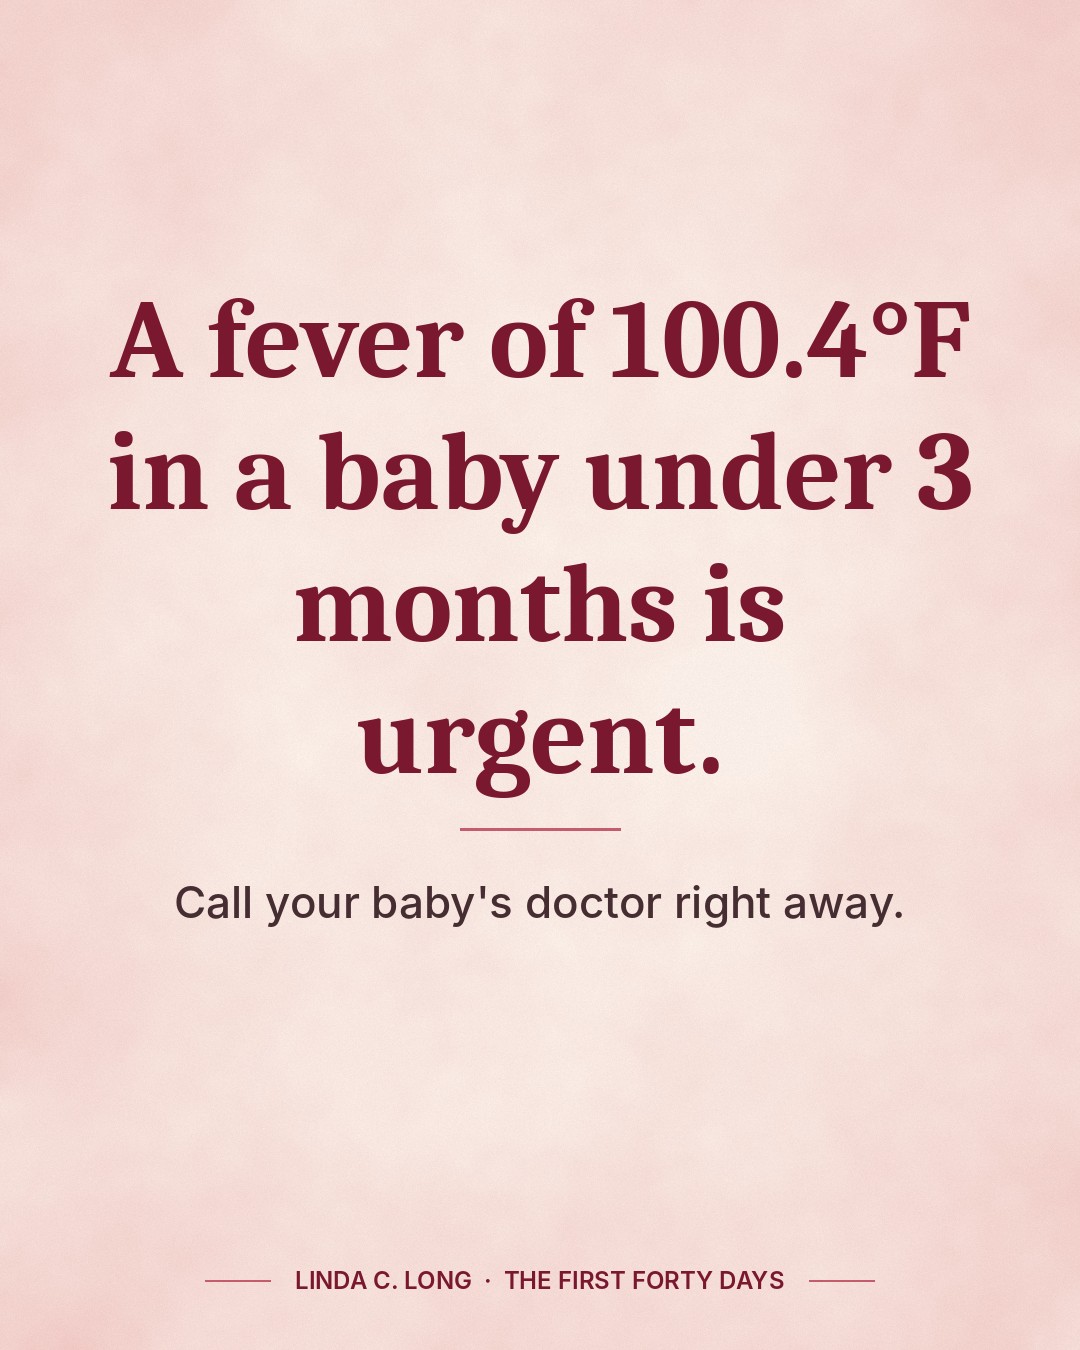 A fever of 100.4°F
in a baby under 3
months is
urgent.
Call your baby's doctor right away.
LINDA C. LONG · THE FIRST FORTY DAYS